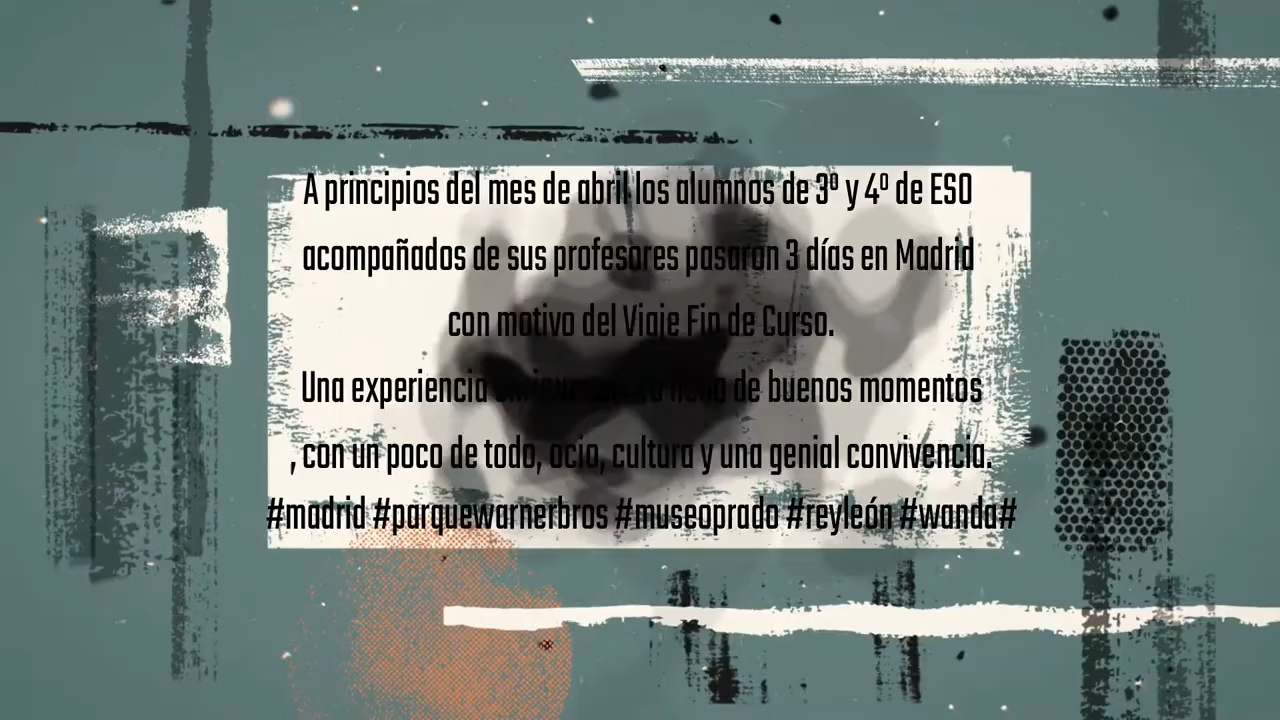 A principios del mes de abril los alumnos de 3º y 4º de ESO
acompañados de sus profesores pasaron 3 días en Madrid
con motivo del Viaje Fin de Curso.
Una experiencia de buenos momentos
, con un poco de todo, ocio, cultura y una genial convivencia.
#madrid #parquewarnerbros #museoprado #reyleón #wanda#